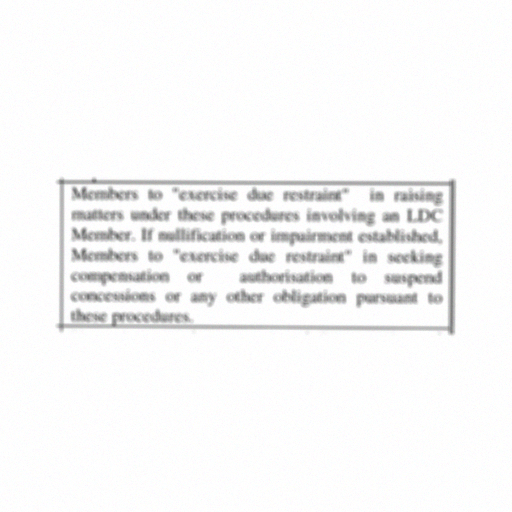 Members to "exercise due restraint" in raising
matters under these procedures involving an LDC
Member. If nullification or impairment established,
Members to "exercise due restraint" in seeking
compensation or authorisation to suspend
concessions or any other obligation pursuant to
these procedures.